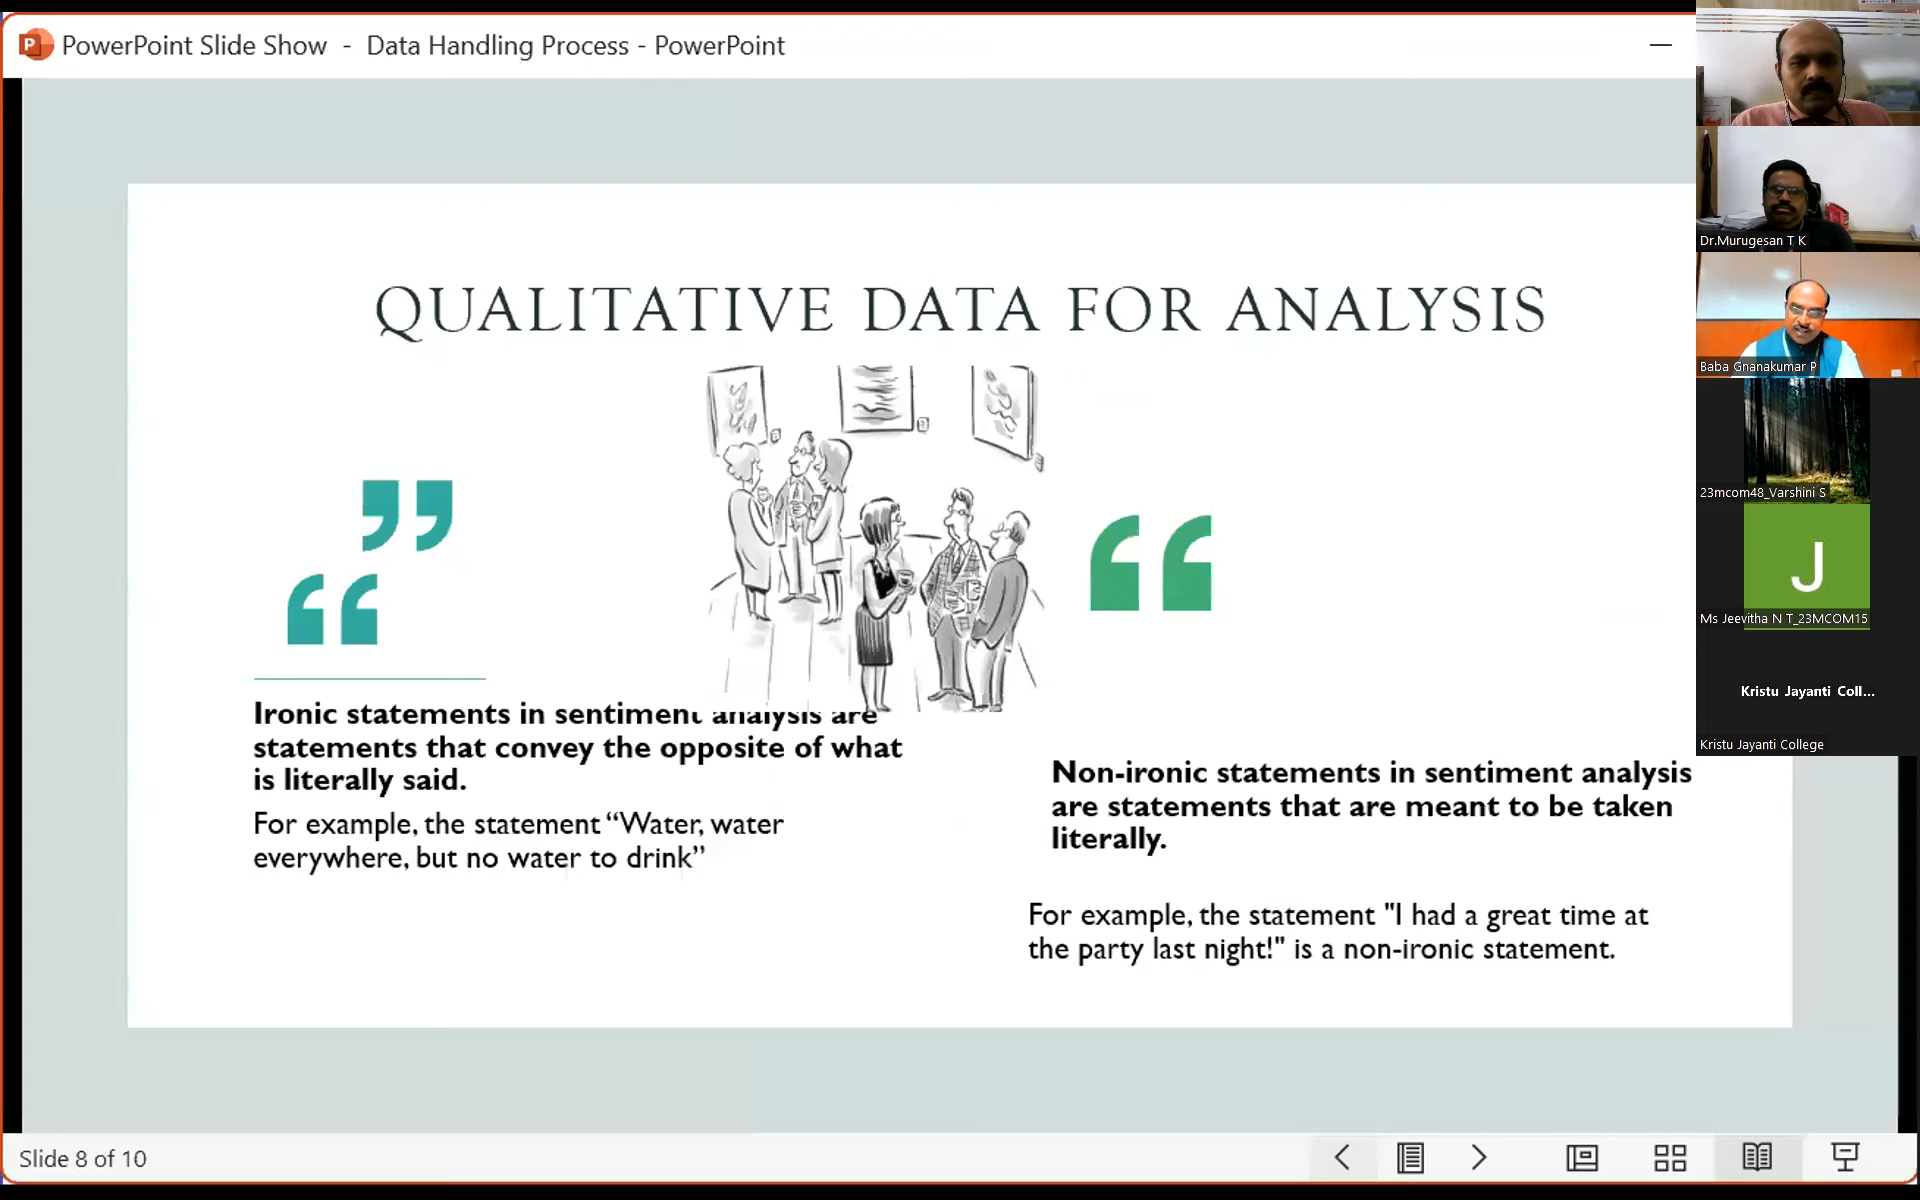 PowerPoint Slide Show - Data Handling Process - PowerPoint
QUALITATIVE DATA FOR ANALYSIS
Ironic statements in sentiment analysis are
statements that convey the opposite of what
is literally said.
For example, the statement “Water, water
everywhere, but no water to drink”
Non-ironic statements in sentiment analysis
are statements that are meant to be taken
literally.
For example, the statement "I had a great time at
the party last night!" is a non-ironic statement.
Slide 8 of 10
Dr.Murugesan T K
Baba Gnanakumar P
23mcom48_Varshini S
J
Ms Jeevitha N T_23MCOM15
Kristu Jayanti Coll...
Kristu Jayanti College